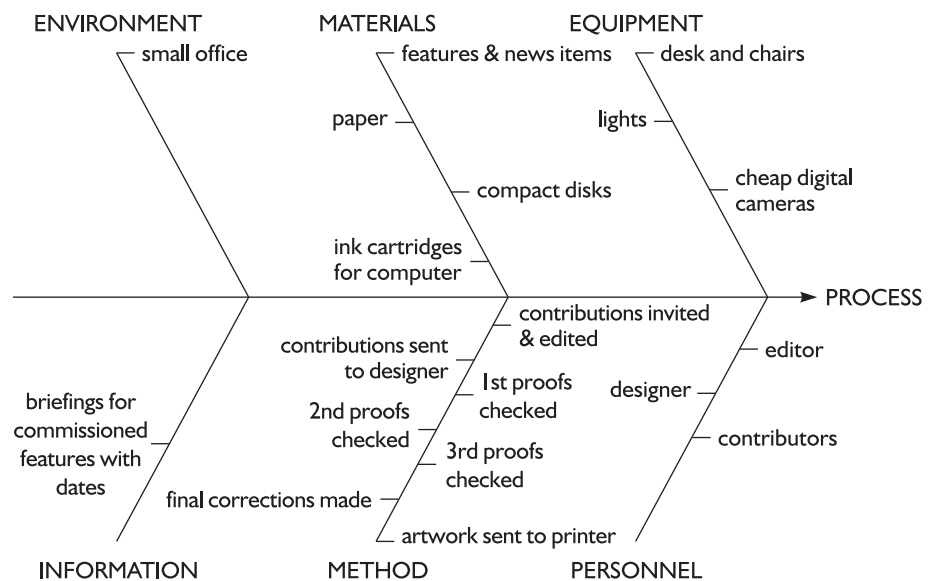 ENVIRONMENT
small office
MATERIALS
features & news items
paper
compact disks
ink cartridges
for computer
EQUIPMENT
desk and chairs
lights
cheap digital
cameras
PROCESS
briefings for
commissioned
features with
dates
INFORMATION
contributions invited
& edited
contributions sent
to designer
1st proofs
checked
2nd proofs
checked
3rd proofs
checked
final corrections made
artwork sent to printer
METHOD
editor
designer
contributors
PERSONNEL